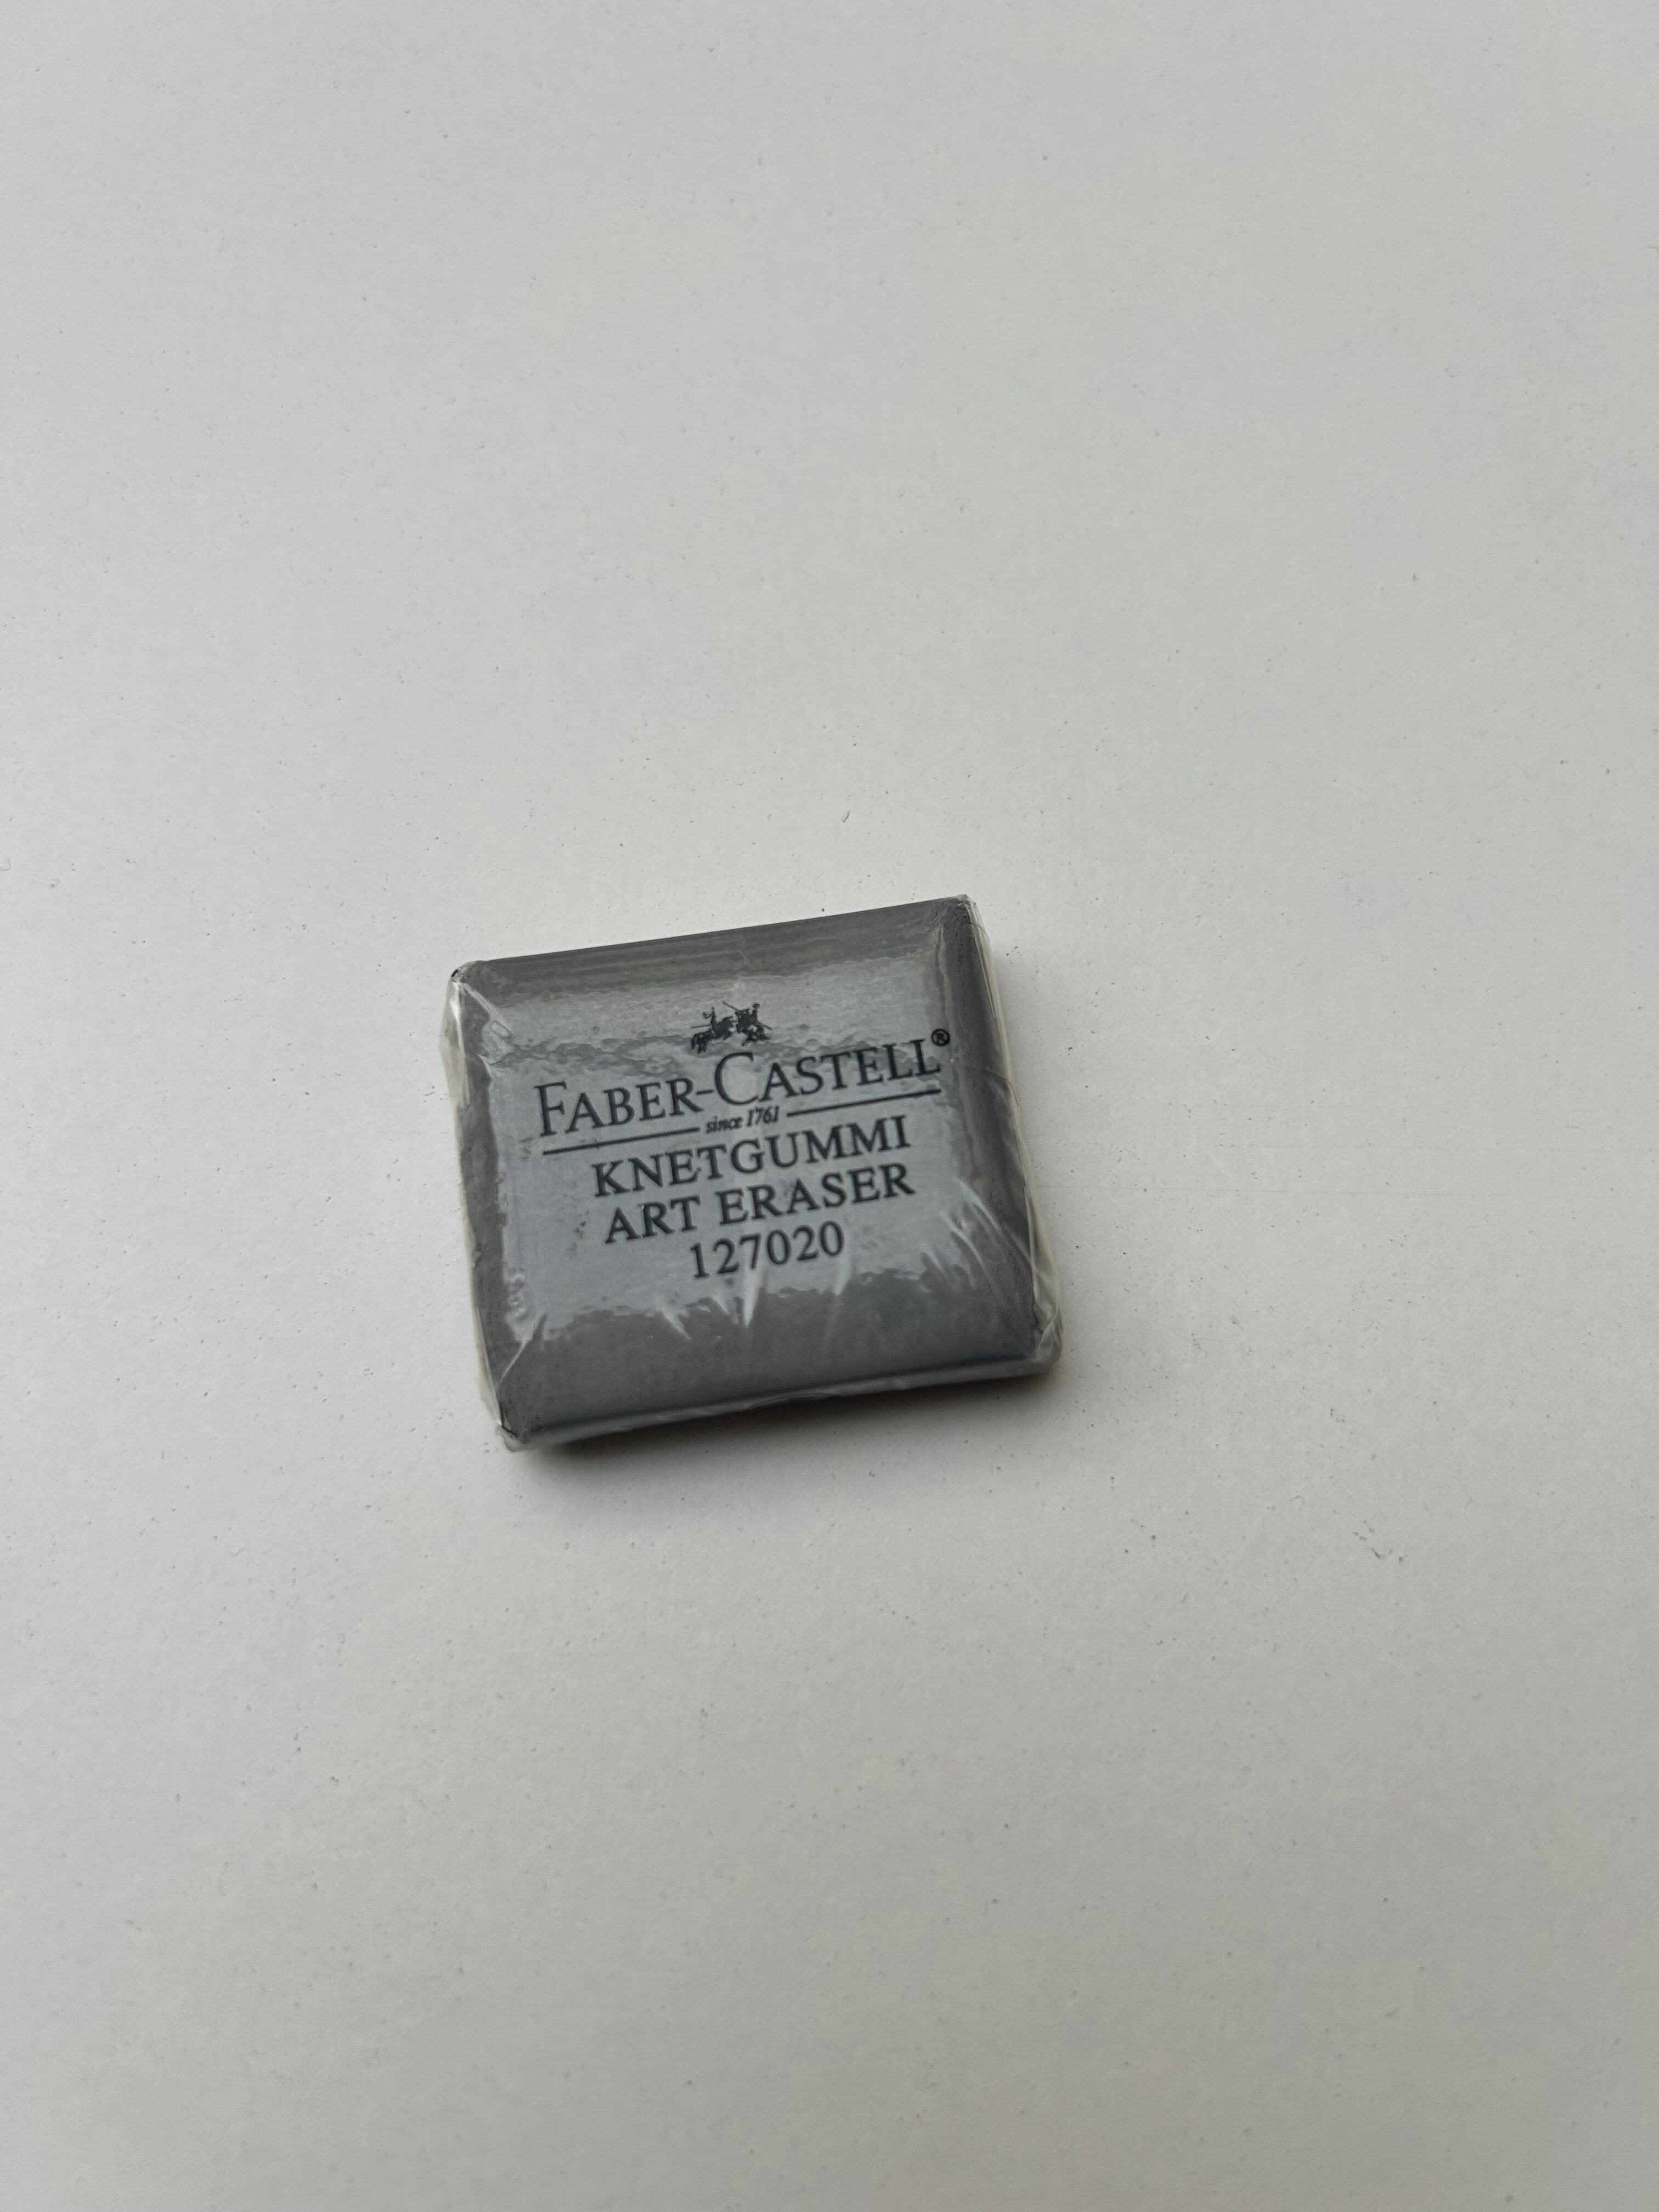 FABER-CASTELL®
since 1761
KNETGUMMI
ART ERASER
127020